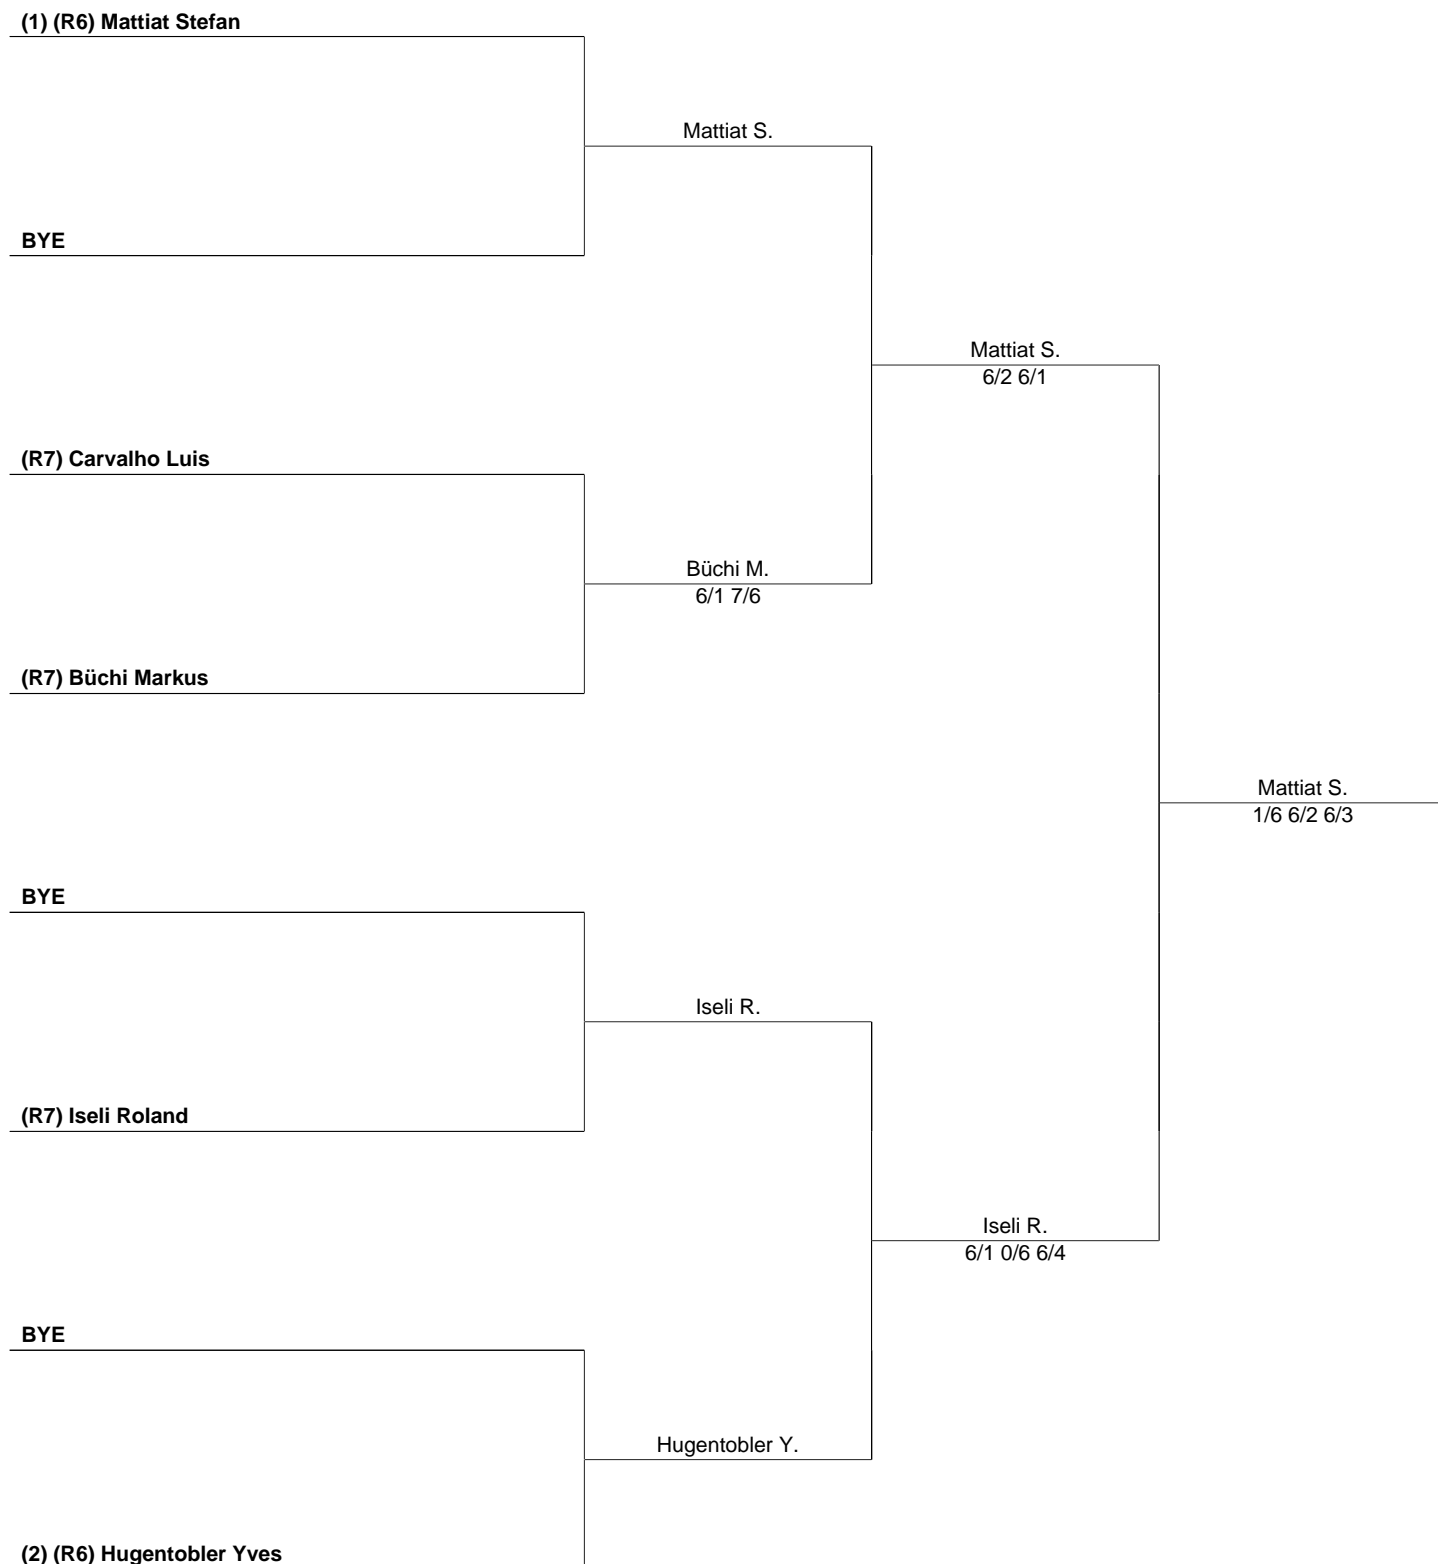 (1) (R6) Mattiat Stefan
Mattiat S.
BYE
Mattiat S.
6/2 6/1
(R7) Carvalho Luis
Büchi M.
6/1 7/6
(R7) Büchi Markus
Mattiat S.
1/6 6/2 6/3
BYE
Iseli R.
(R7) Iseli Roland
Iseli R.
6/1 0/6 6/4
BYE
Hugentobler Y.
(2) (R6) Hugentobler Yves